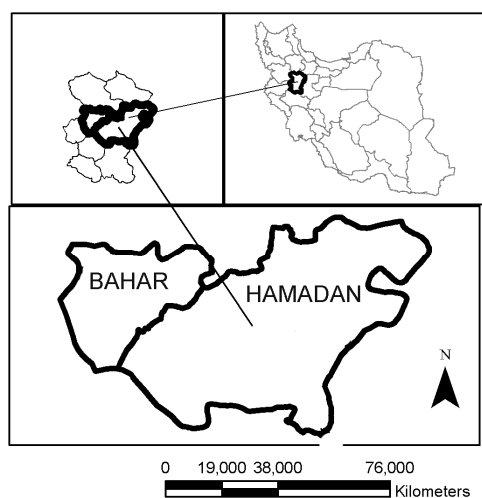 BAHAR
HAMADAN
N
0 19,000 38,000 76,000
Kilometers